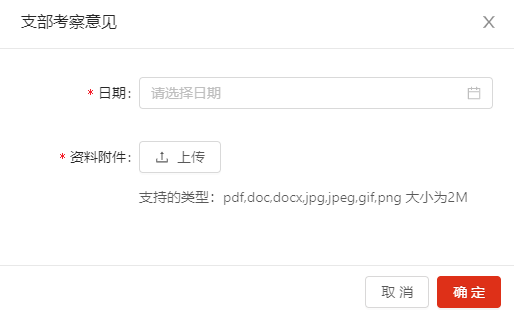 支部考察意见
* 日期:
请选择日期
* 资料附件:
上传
支持的类型：pdf,doc,docx,jpg,jpeg,gif,png 大小为2M
取 消
确 定